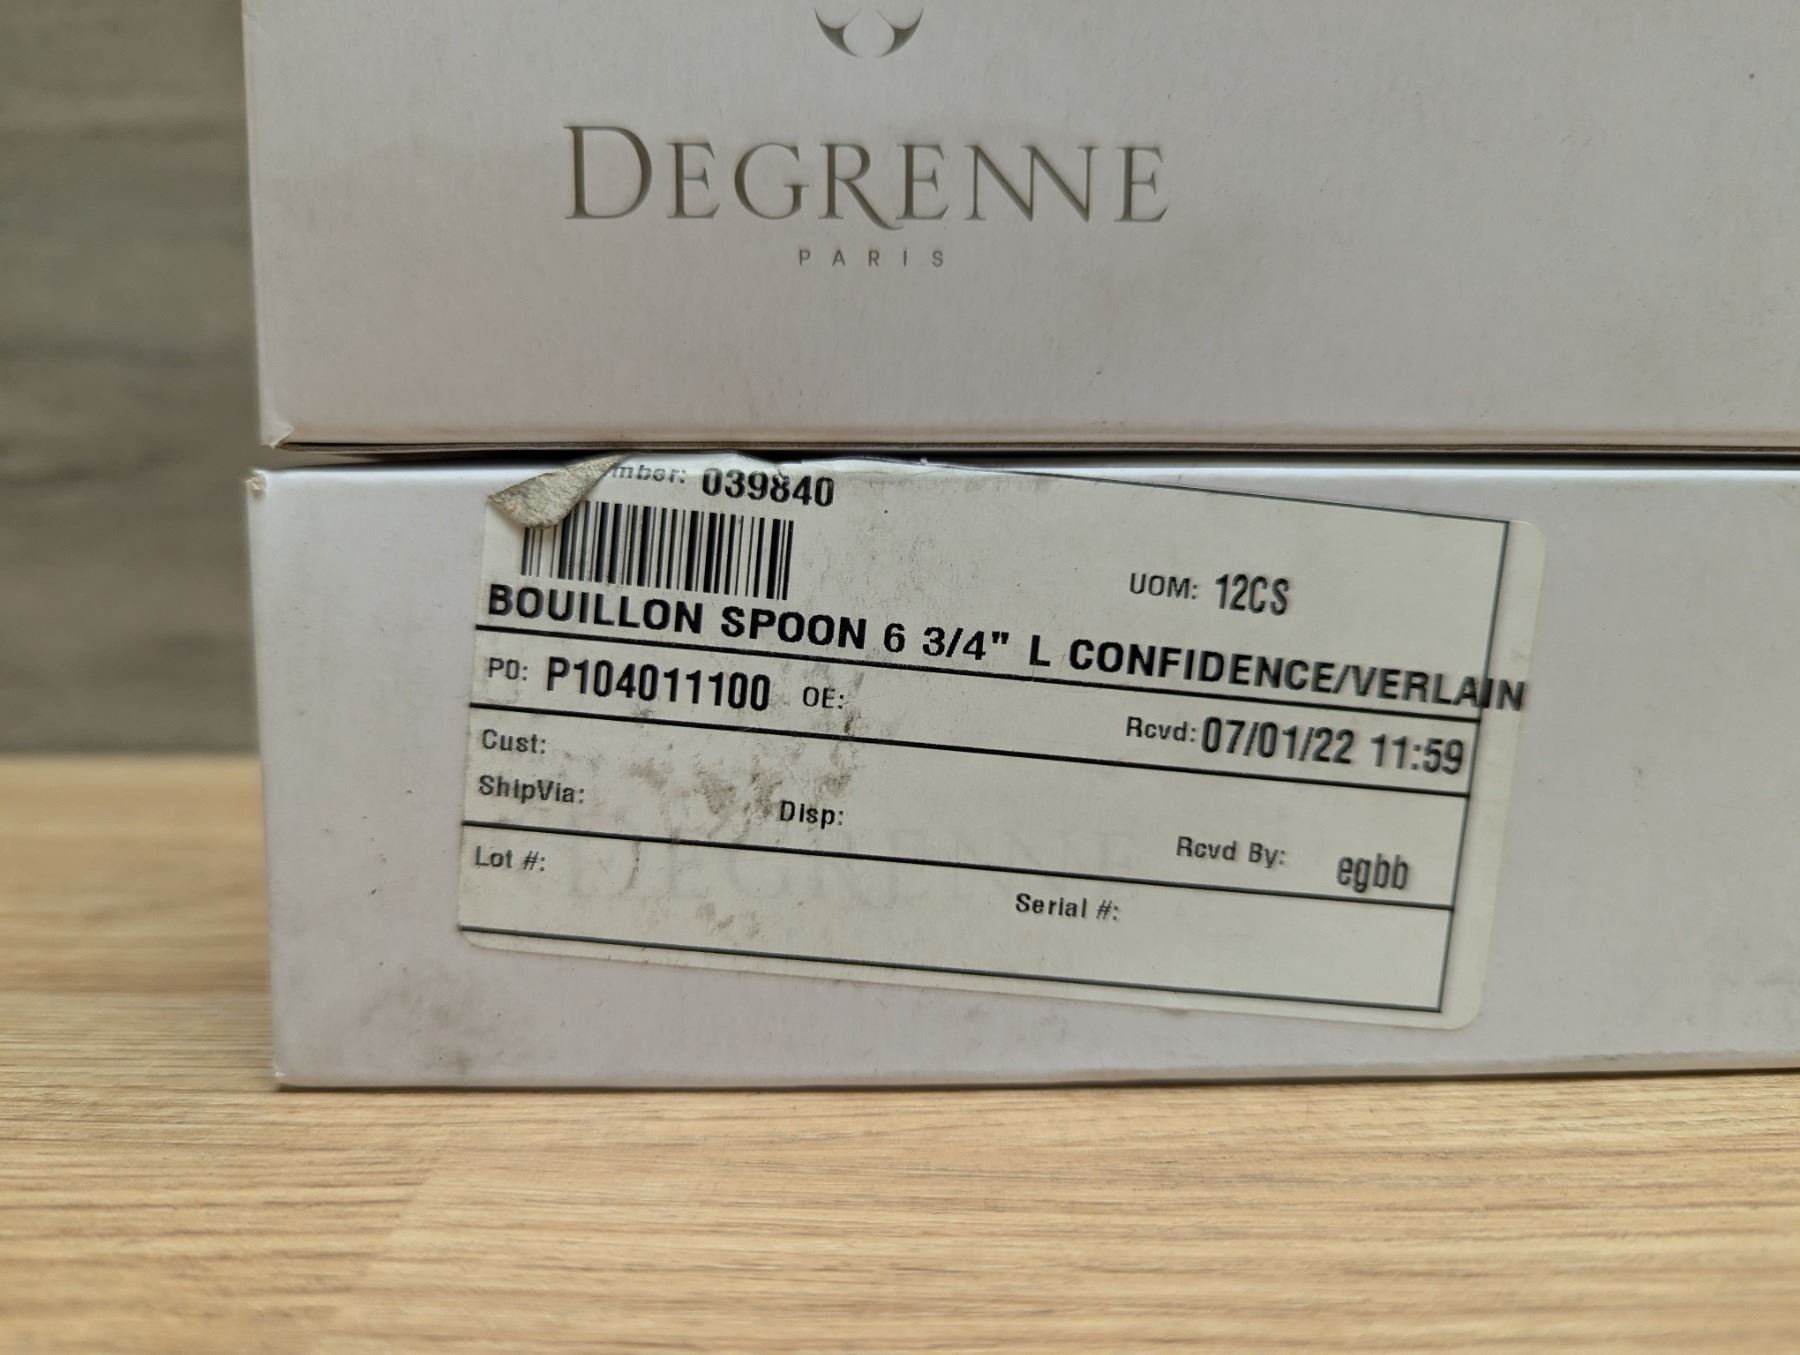 DEGRENNE
PARIS
mber: 039840
UOM: 12CS
BOUILLON SPOON 6 3/4" L CONFIDENCE/VERLAIN
PO: P104011100 OE:
Rcvd: 07/01/22 11:59
Cust:
ShipVia:
Disp:
Rcvd By: egbb
Lot #:
Serial #:
DEGRENNE